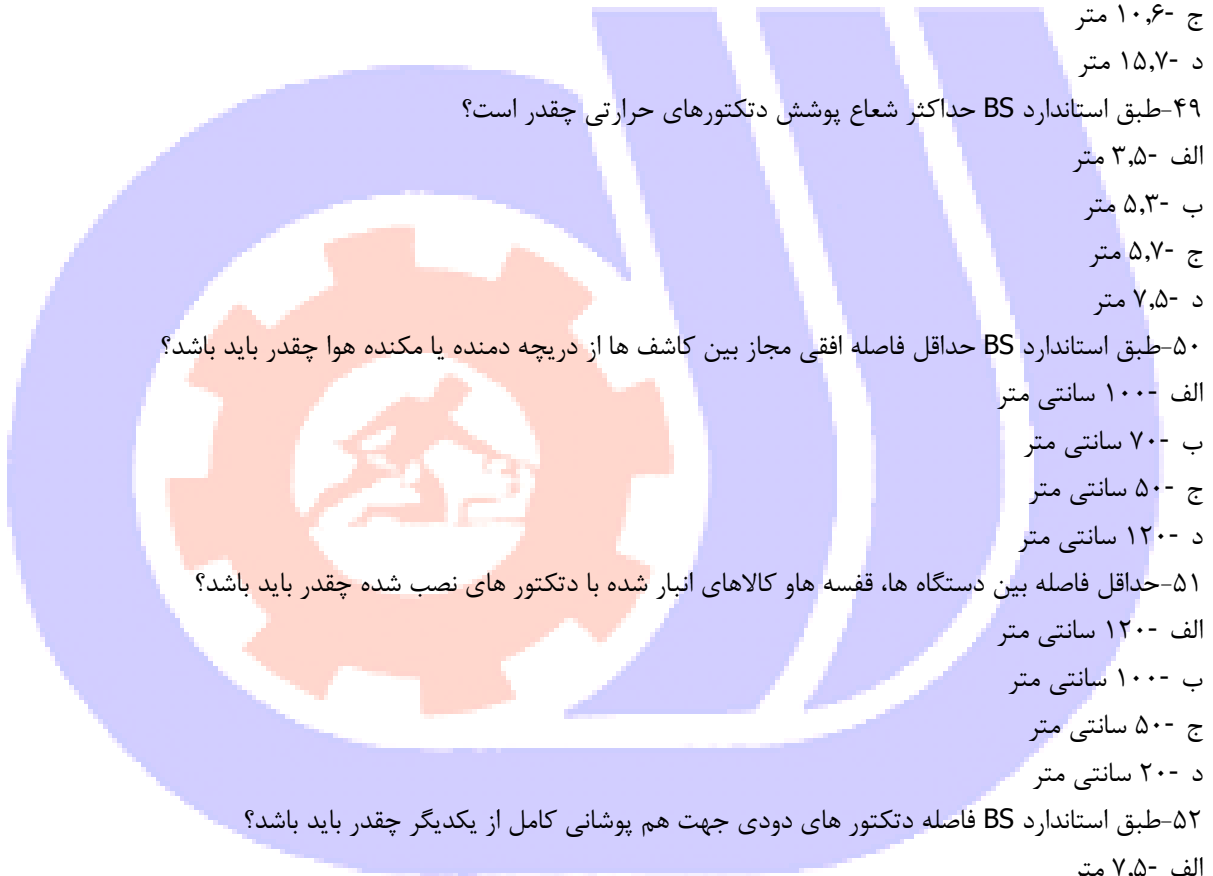 ج -۱۰,۶ متر
د -۱۵,۷ متر
۴۹-طبق استاندارد BS حداکثر شعاع پوشش دتکتورهای حرارتی چقدر است؟
الف -۳,۵ متر
ب -۵,۳ متر
ج -۵,۷ متر
د -۷,۵ متر
۵۰-طبق استاندارد BS حداقل فاصله افقی مجاز بین کاشف ها از دریچه دمنده یا مکنده هوا چقدر باید باشد؟
الف -۱۰۰ سانتی متر
ب -۷۰ سانتی متر
ج -۵۰ سانتی متر
د -۱۲۰ سانتی متر
۵۱-حداقل فاصله بین دستگاه ها، قفسه هاو کالاهای انبار شده با دتکتور های نصب شده چقدر باید باشد؟
الف -۱۲۰ سانتی متر
ب -۱۰۰ سانتی متر
ج -۵۰ سانتی متر
د -۲۰ سانتی متر
۵۲-طبق استاندارد BS فاصله دتکتور های دودی جهت هم پوشانی کامل از یکدیگر چقدر باید باشد؟
الف -۷,۵ متر